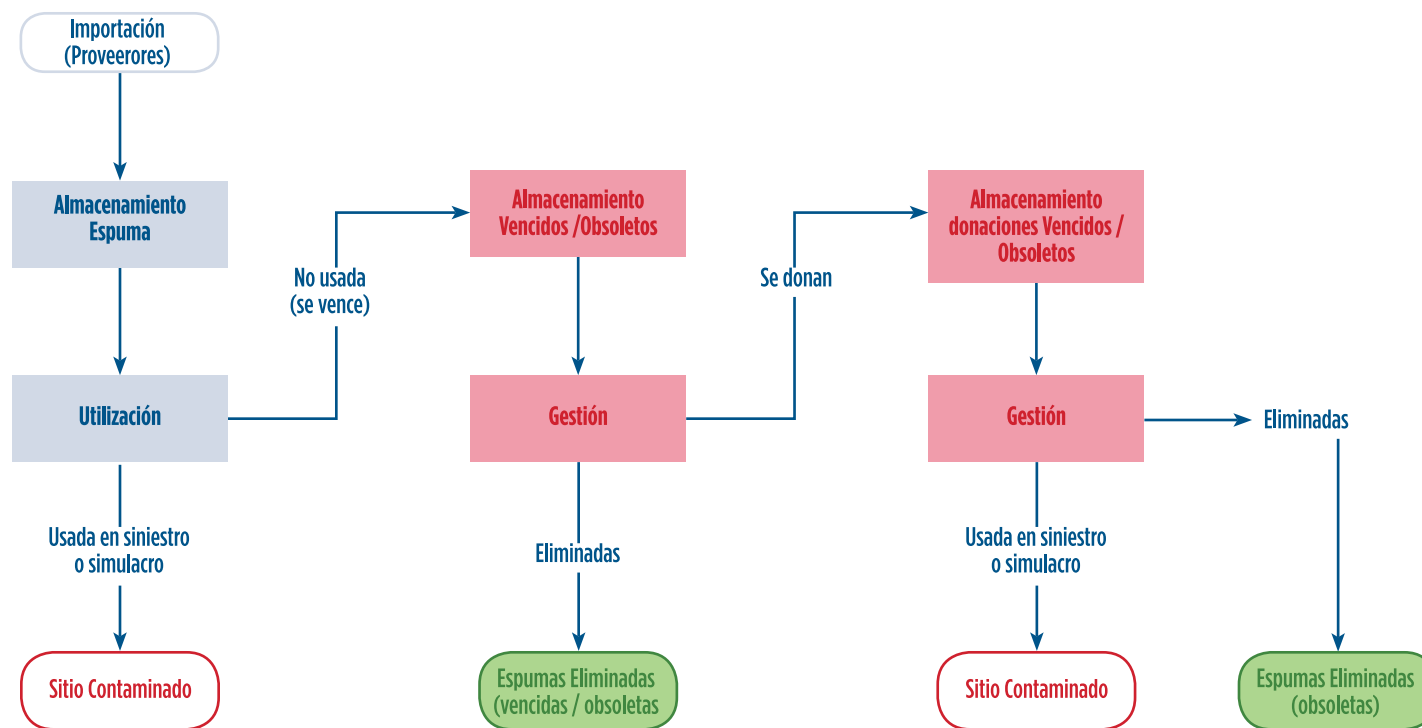 Importación
(Proveerores)
Almacenamiento
Espuma
Utilización
Usada en siniestro
o simulacro
Sitio Contaminado
No usada
(se vence)
Almacenamiento
Vencidos /Obsoletos
Gestión
Eliminadas
Espumas Eliminadas
(vencidas / obsoletas
Se donan
Almacenamiento
donaciones Vencidos /
Obsoletos
Gestión
Usada en siniestro
o simulacro
Sitio Contaminado
Eliminadas
Espumas Eliminadas
(obsoletas)